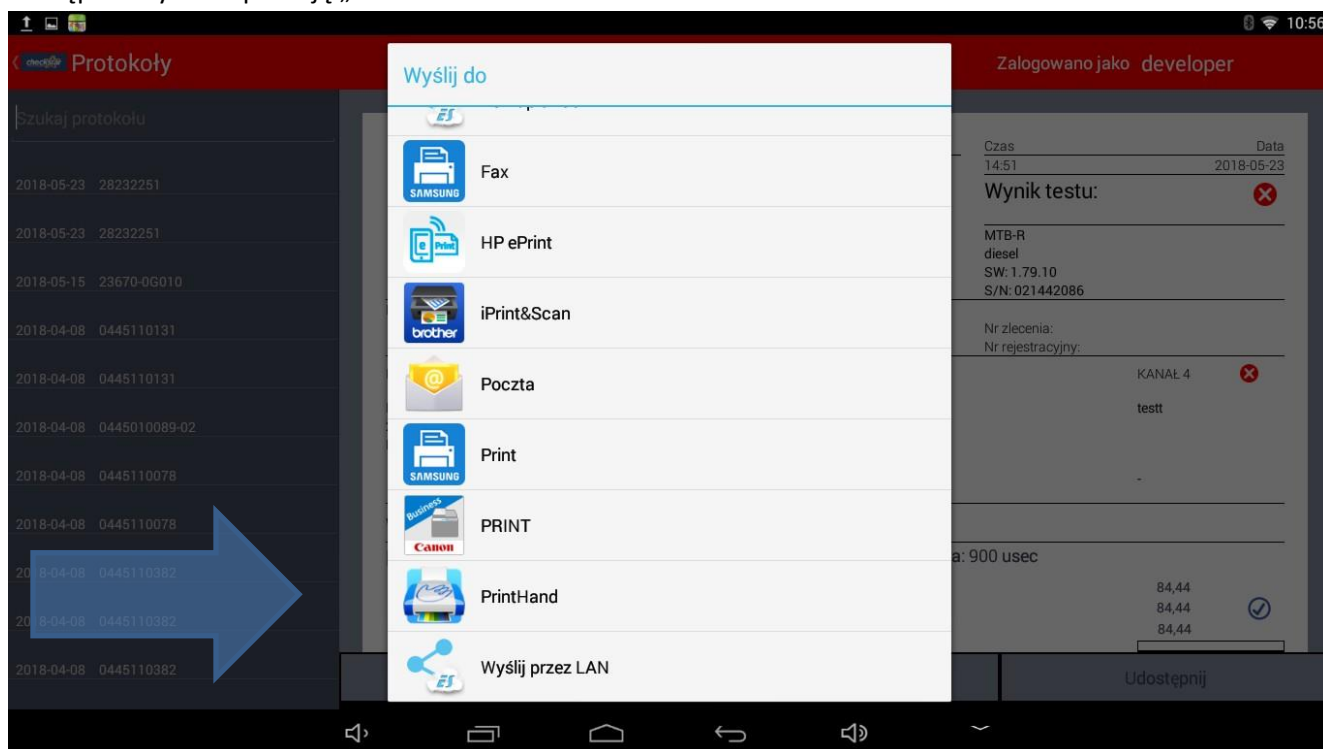 10:56
Protokoły
Zalogowano jako developer
Szukaj protokołu
2018-05-23 28232251
2018-05-23 28232251
2018-05-15 23670-0G010
2018-04-08 0445110131
2018-04-08 0445110131
2018-04-08 0445010089-02
2018-04-08 0445110078
2018-04-08 0445110078
2018-04-08 0445110382
2018-04-08 0445110382
2018-04-08 0445110382
Wyślij do
ES
SAMSUNG
Fax
e Print
HP ePrint
brother
iPrint&Scan
@
Poczta
SAMSUNG
Print
Business
Canon
PRINT
PrintHand
ES
Wyślij przez LAN
Czas Data
14:51 2018-05-23
Wynik testu:
MTB-R
diesel
SW: 1.79.10
S/N: 021442086
Nr zlecenia:
Nr rejestracyjny:
KANAŁ 4
testt
-
a: 900 usec
84,44
84,44
84,44
Udostępnij